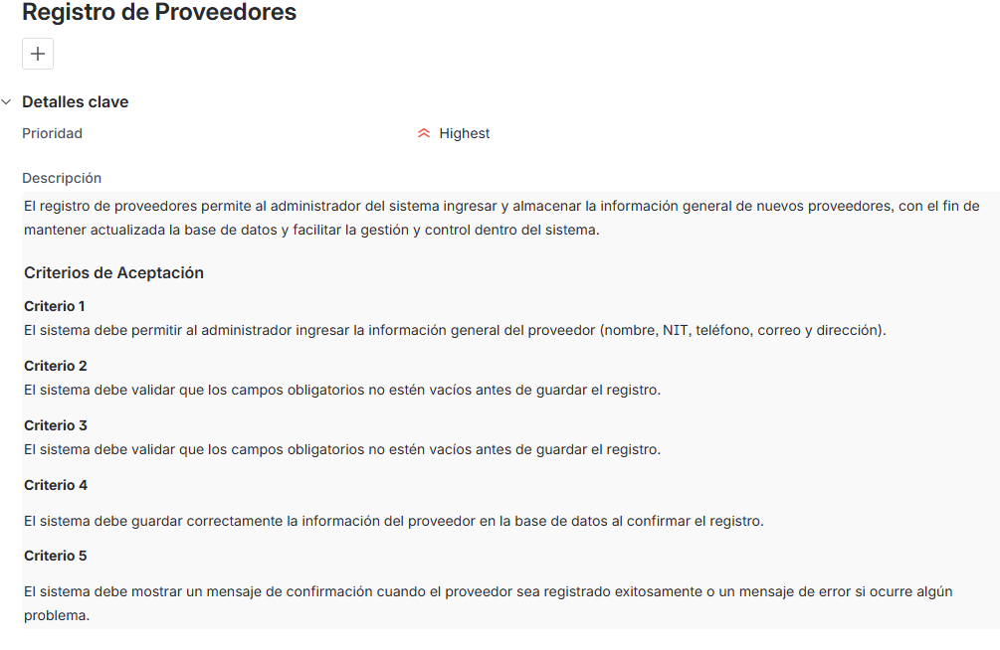 Registro de Proveedores
Detalles clave
Prioridad
Highest
Descripción
El registro de proveedores permite al administrador del sistema ingresar y almacenar la información general de nuevos proveedores, con el fin de
mantener actualizada la base de datos y facilitar la gestión y control dentro del sistema.
Criterios de Aceptación
Criterio 1
El sistema debe permitir al administrador ingresar la información general del proveedor (nombre, NIT, teléfono, correo y dirección).
Criterio 2
El sistema debe validar que los campos obligatorios no estén vacíos antes de guardar el registro.
Criterio 3
El sistema debe validar que los campos obligatorios no estén vacíos antes de guardar el registro.
Criterio 4
El sistema debe guardar correctamente la información del proveedor en la base de datos al confirmar el registro.
Criterio 5
El sistema debe mostrar un mensaje de confirmación cuando el proveedor sea registrado exitosamente o un mensaje de error si ocurre algún
problema.